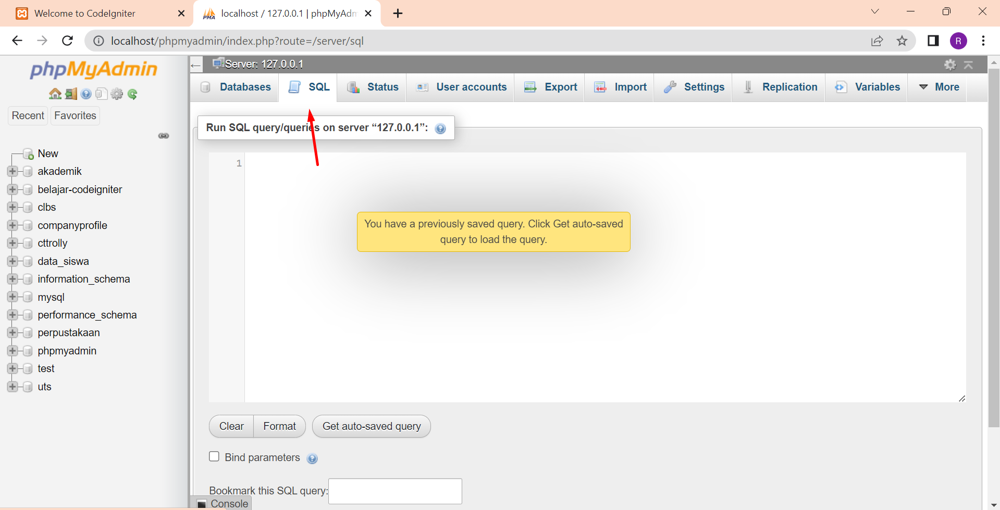 Welcome to CodeIgniter
localhost / 127.0.0.1 | phpMyAdm
localhost/phpmyadmin/index.php?route=/server/sql
R
phpMyAdmin
Recent
Favorites
New
akademik
belajar-codeigniter
clbs
companyprofile
cttrolly
data_siswa
information_schema
mysql
performance_schema
perpustakaan
phpmyadmin
test
uts
Server: 127.0.0.1
Databases
SQL
Status
User accounts
Export
Import
Settings
Replication
Variables
More
Run SQL query/queries on server “127.0.0.1”:
1
You have a previously saved query. Click Get auto-saved
query to load the query.
Clear
Format
Get auto-saved query
Bind parameters
Bookmark this SQL query:
Console